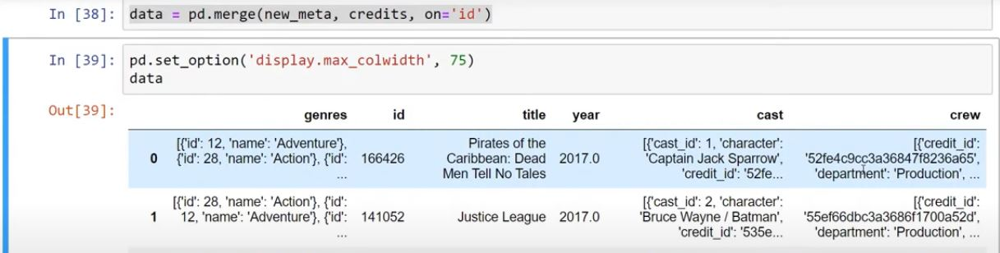 In [38]: data = pd.merge(new_meta, credits, on='id')
In [39]: pd.set_option('display.max_colwidth', 75)
data
Out[39]:
genres id title year cast crew
0 [{'id': 12, 'name': 'Adventure'}, {'id': 28, 'name': 'Action'}, {'id': ... 166426 Pirates of the Caribbean: Dead Men Tell No Tales 2017.0 [{'cast_id': 1, 'character': 'Captain Jack Sparrow', 'credit_id': '52fe... [{'credit_id': '52fe4c9cc3a36847f8236a65', 'department': 'Production', ...
1 [{'id': 28, 'name': 'Action'}, {'id': 12, 'name': 'Adventure'}, {'id': ... 141052 Justice League 2017.0 [{'cast_id': 2, 'character': 'Bruce Wayne / Batman', 'credit_id': '535e... [{'credit_id': '55ef66dbc3a3686f1700a52d', 'department': 'Production', ...